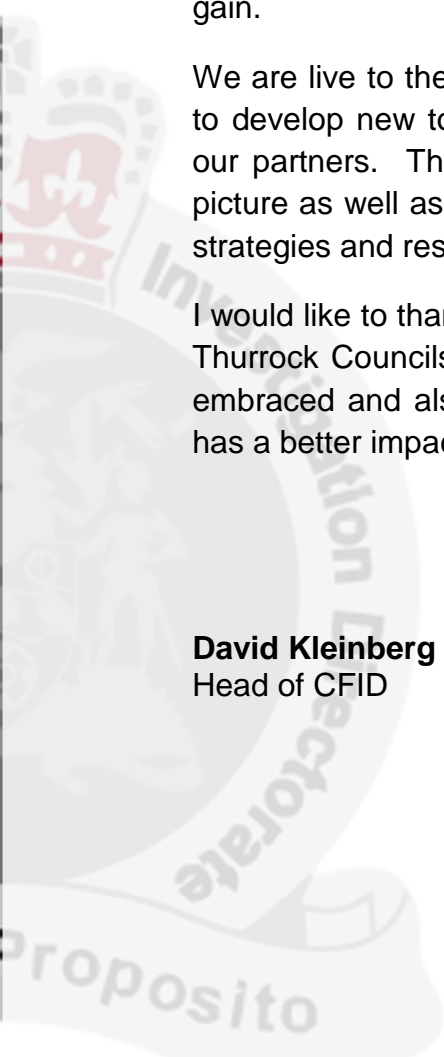 gain.
We are live to the
to develop new to
our partners. Th
picture as well as
strategies and res
I would like to than
Thurrock Councils
embraced and als
has a better impac
David Kleinberg
Head of CFID
Investigation Directorate
Proposito